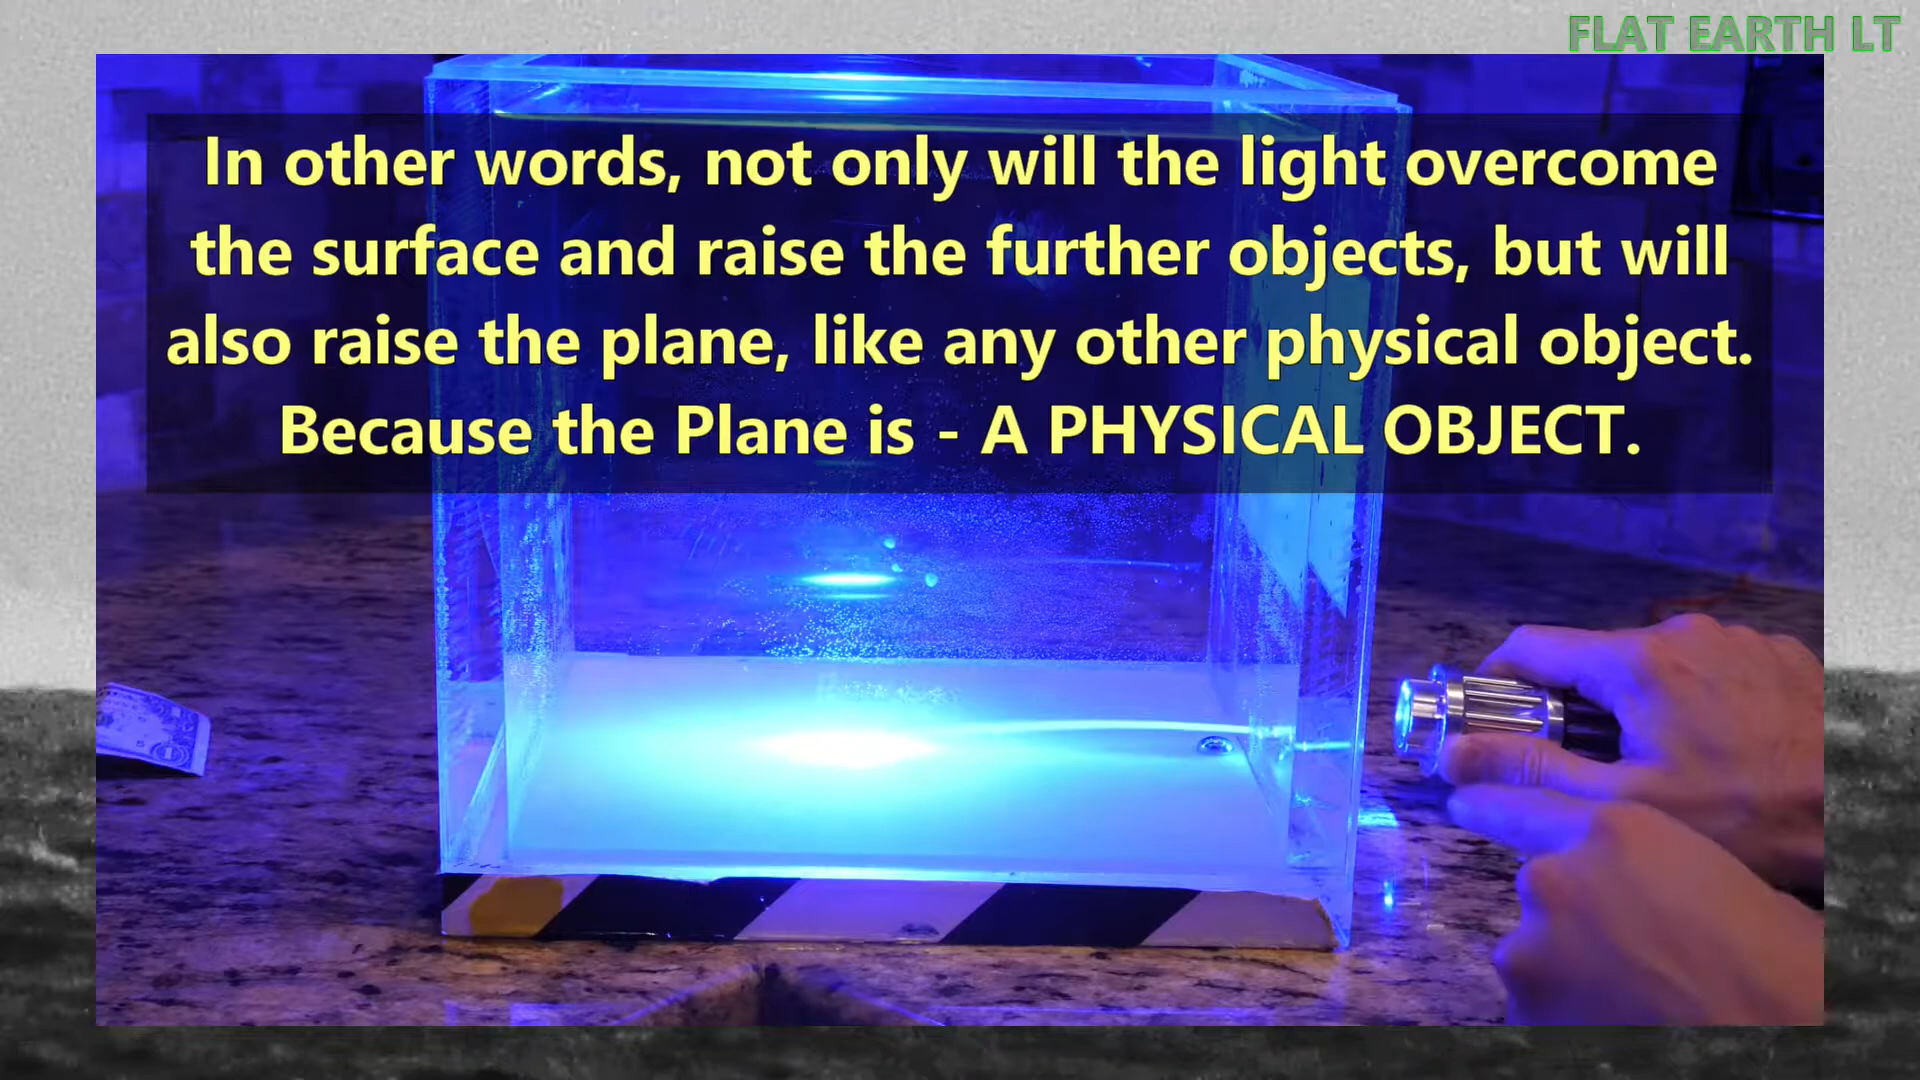 FLAT EARTH LT
In other words, not only will the light overcome
the surface and raise the further objects, but will
also raise the plane, like any other physical object.
Because the Plane is - A PHYSICAL OBJECT.